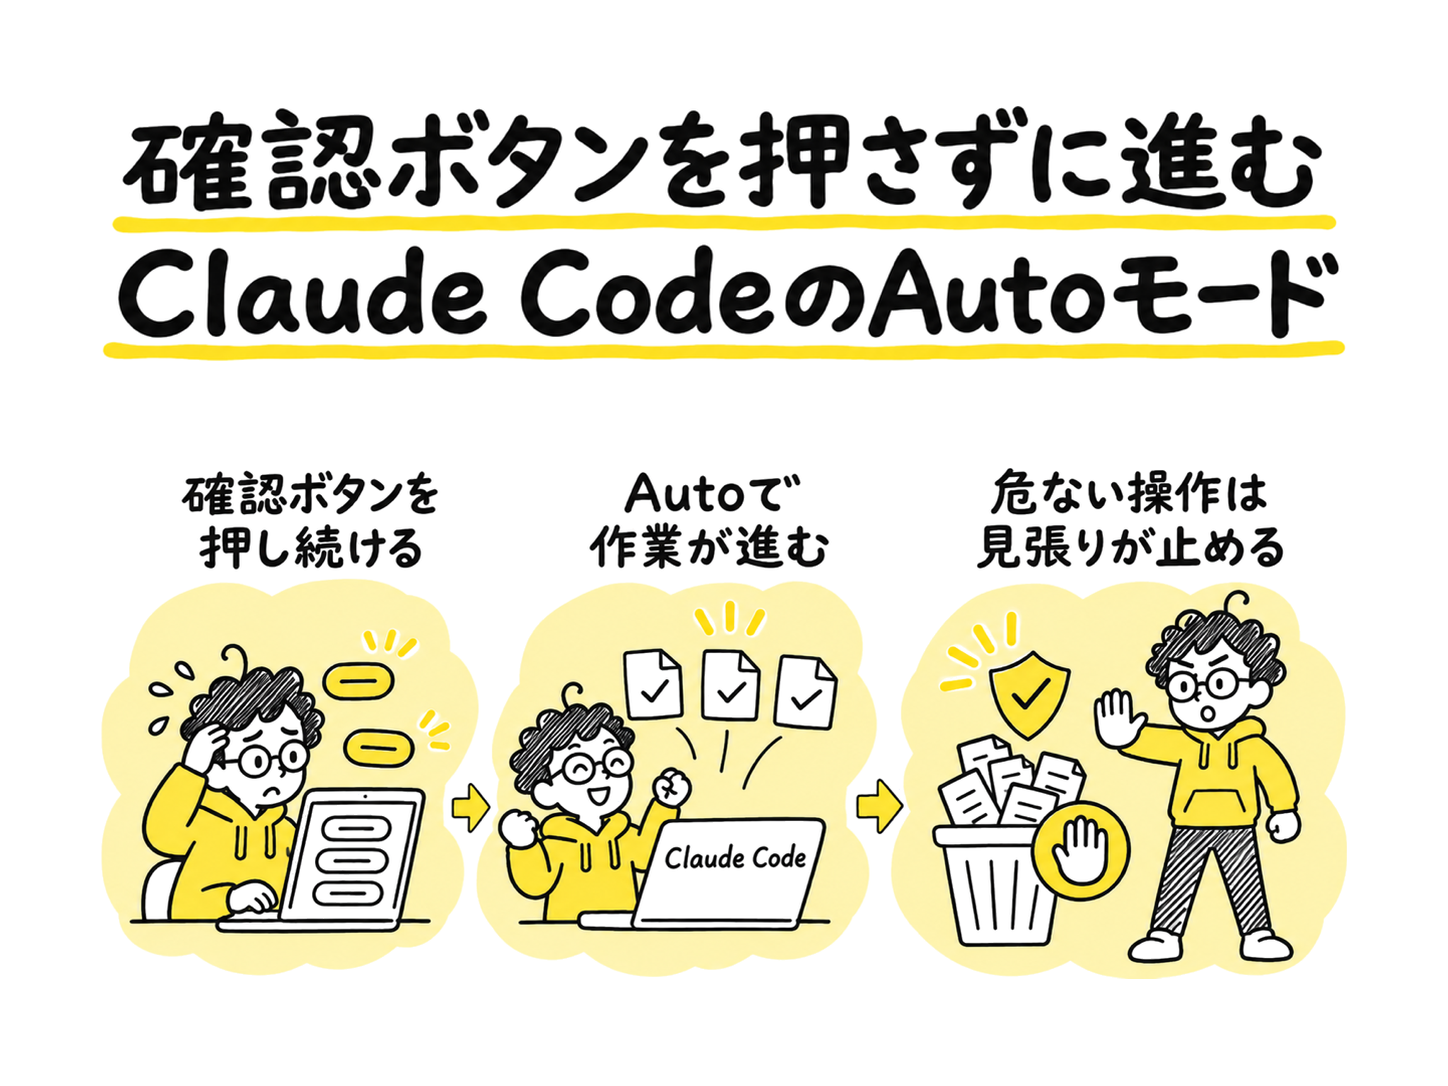 確認ボタンを押さずに進む
Claude CodeのAutoモード
確認ボタンを
押し続ける
Autoで
作業が進む
危ない操作は
見張りが止める
Claude Code